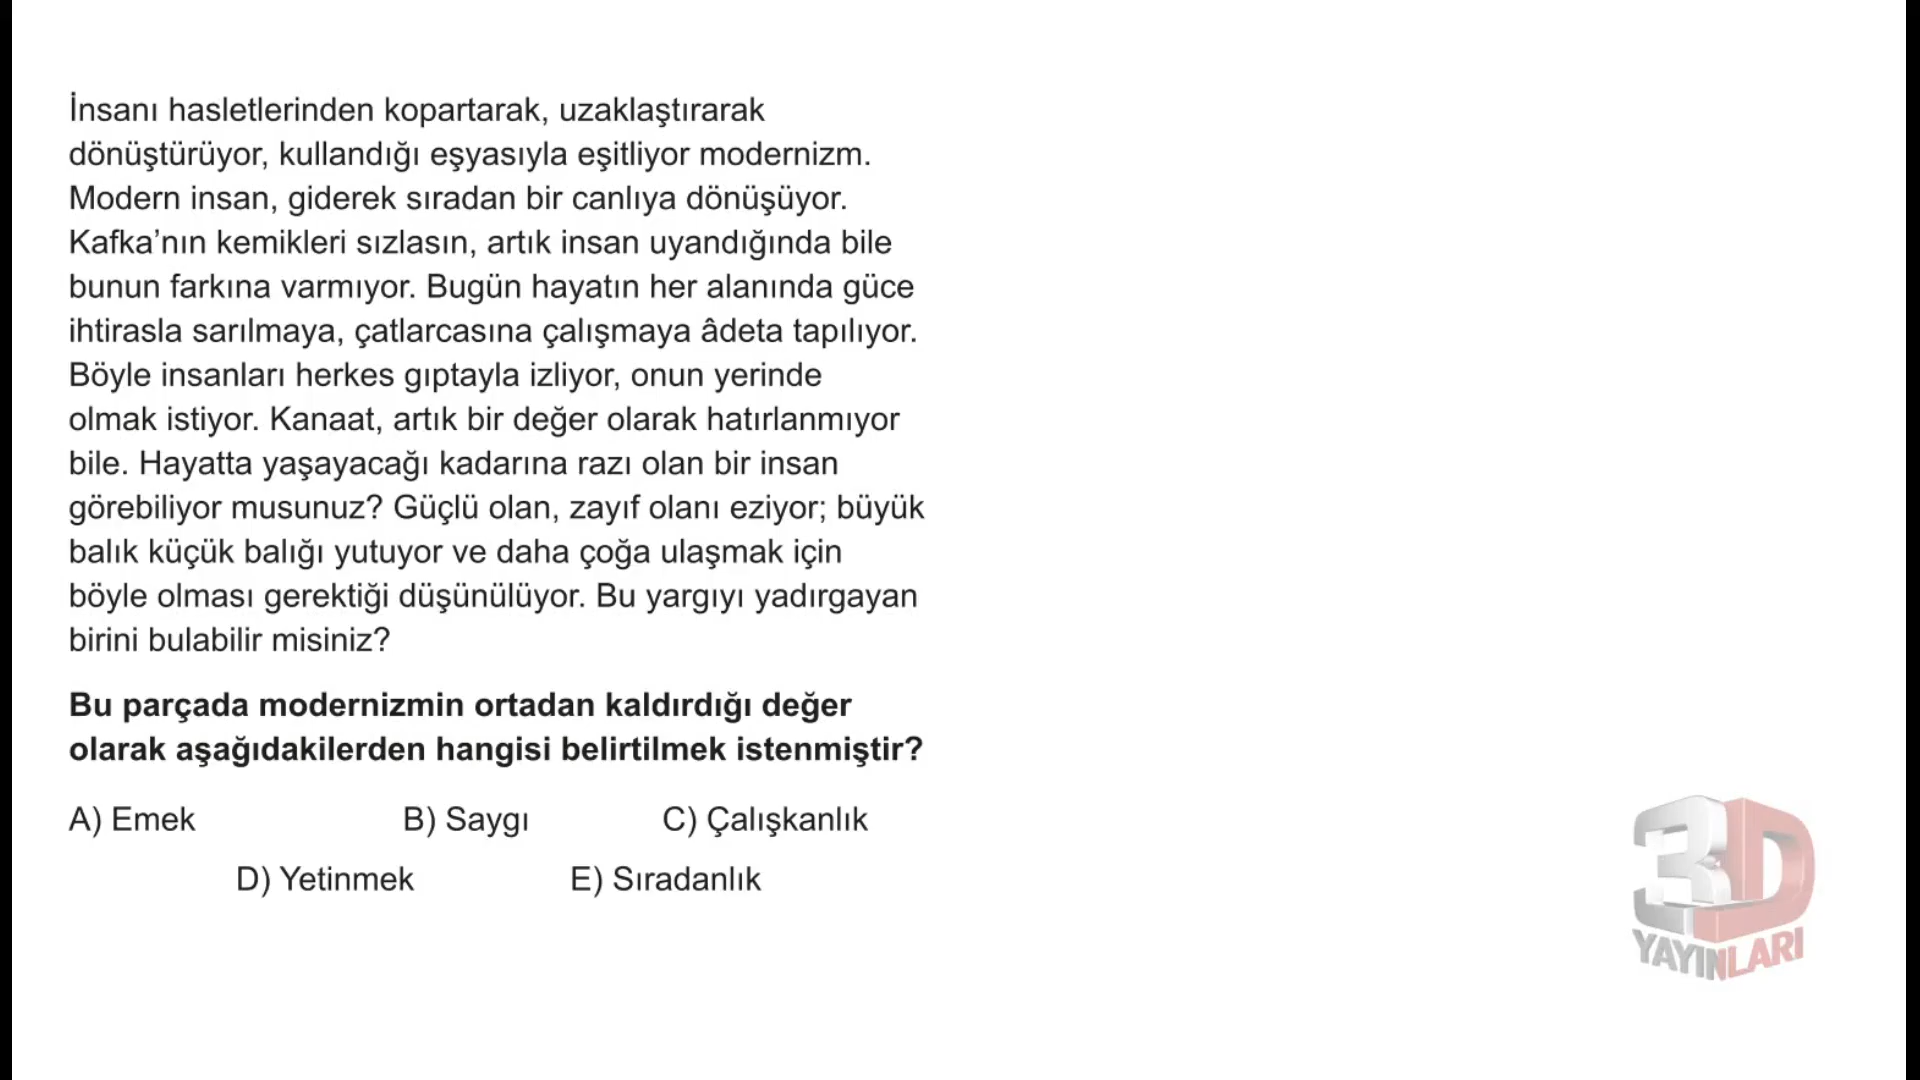 İnsanı hasletlerinden kopartarak, uzaklaştırarak
dönüştürüyor, kullandığı eşyasıyla eşitliyor modernizm.
Modern insan, giderek sıradan bir canlıya dönüşüyor.
Kafka’nın kemikleri sızlasın, artık insan uyandığında bile
bunun farkına varmıyor. Bugün hayatın her alanında güce
ihtirasla sarılmaya, çatlarcasına çalışmaya âdeta tapılıyor.
Böyle insanları herkes gıptayla izliyor, onun yerinde
olmak istiyor. Kanaat, artık bir değer olarak hatırlanmıyor
bile. Hayatta yaşayacağı kadarına razı olan bir insan
görebiliyor musunuz? Güçlü olan, zayıf olanı eziyor; büyük
balık küçük balığı yutuyor ve daha çoğa ulaşmak için
böyle olması gerektiği düşünülüyor. Bu yargıyı yadırgayan
birini bulabilir misiniz?
Bu parçada modernizmin ortadan kaldırdığı değer
olarak aşağıdakilerden hangisi belirtilmek istenmiştir?
A) Emek B) Saygı C) Çalışkanlık
D) Yetinmek E) Sıradanlık
3D
YAYINLARI